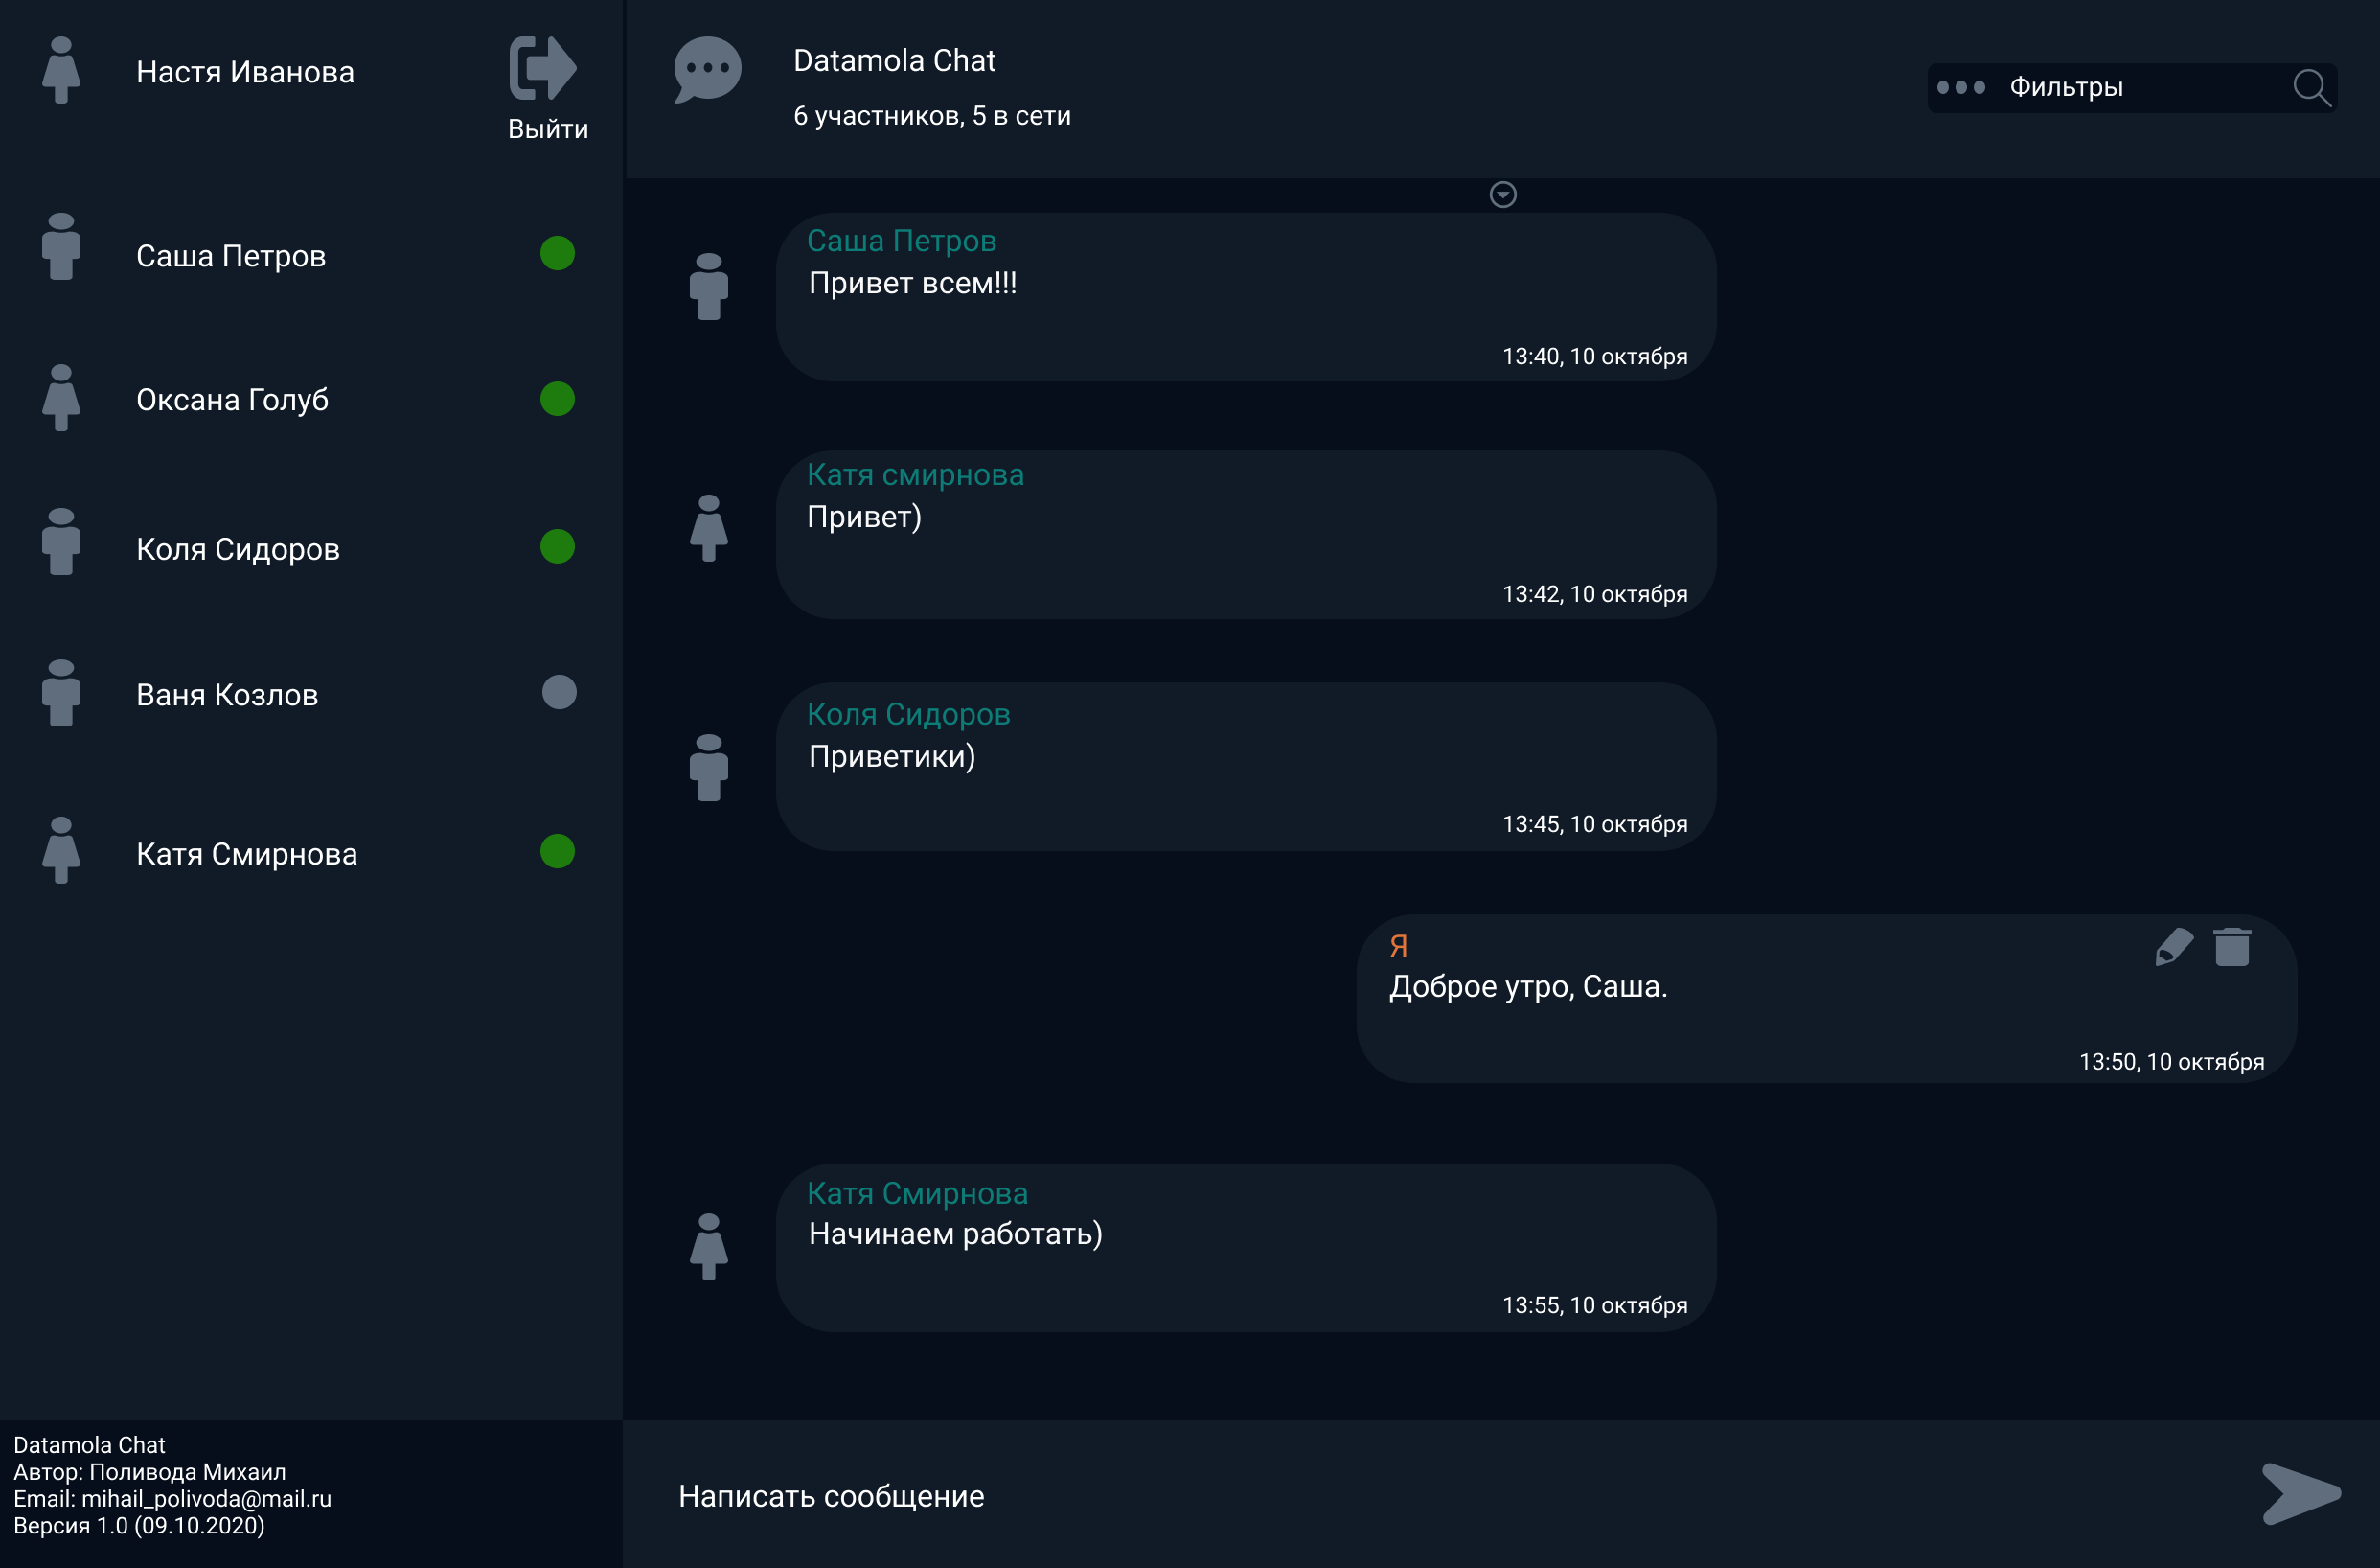 Настя Иванова
Выйти
Саша Петров
Оксана Голуб
Коля Сидоров
Ваня Козлов
Катя Смирнова
Datamola Chat
Автор: Поливода Михаил
Email: mihail_polivoda@mail.ru
Версия 1.0 (09.10.2020)
Datamola Chat
6 участников, 5 в сети
Фильтры
Саша Петров
Привет всем!!!
13:40, 10 октября
Катя смирнова
Привет)
13:42, 10 октября
Коля Сидоров
Приветики)
13:45, 10 октября
Я
Доброе утро, Саша.
13:50, 10 октября
Катя Смирнова
Начинаем работать)
13:55, 10 октября
Написать сообщение